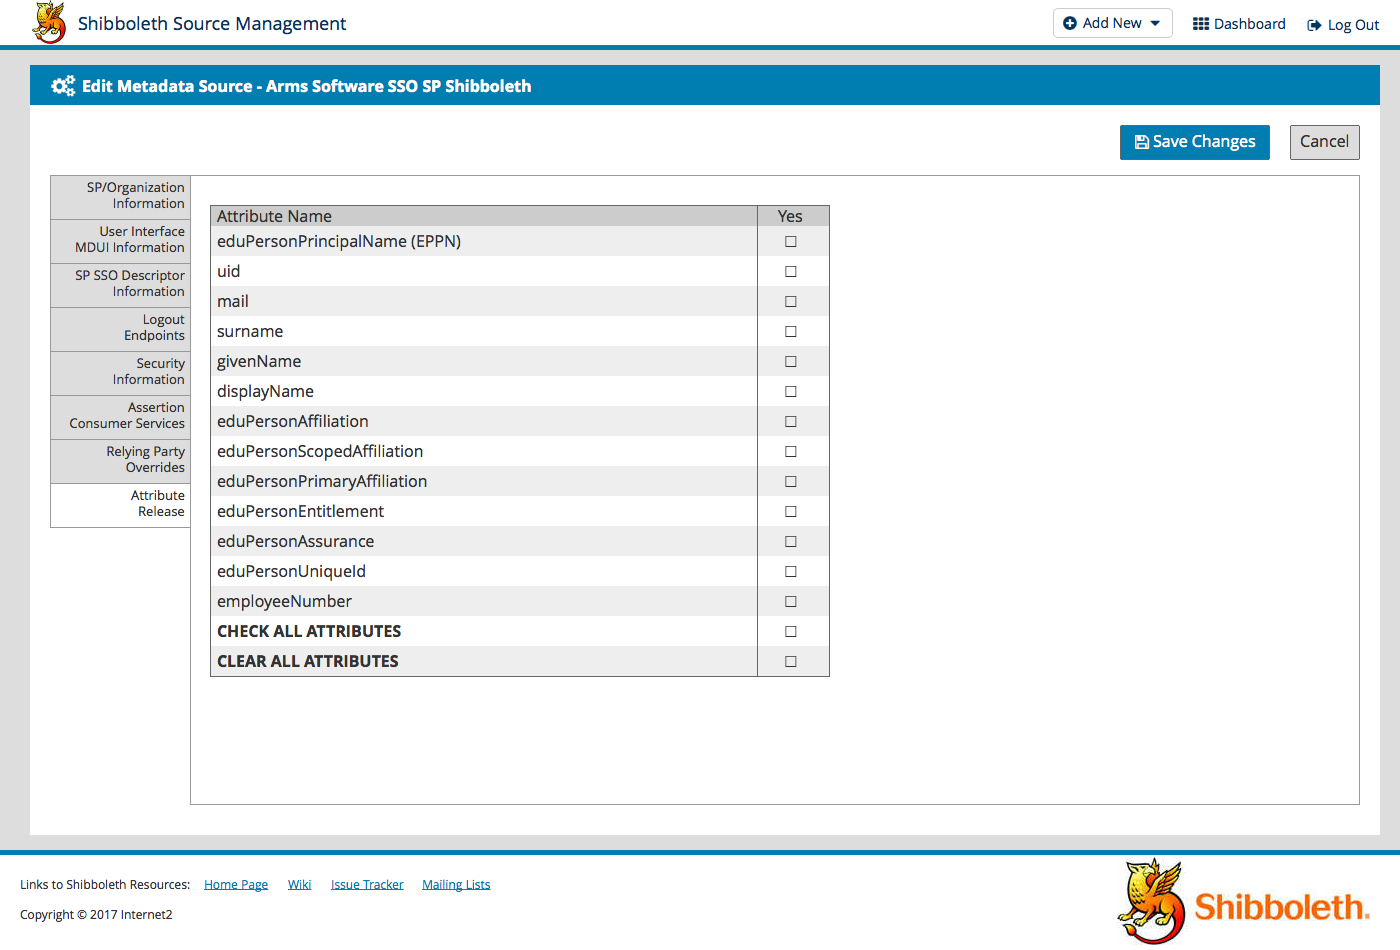 Shibboleth Source Management
Add New
Dashboard
Log Out
Edit Metadata Source - Arms Software SSO SP Shibboleth
Save Changes
Cancel
SP/Organization
Information
User Interface
MDUI Information
SP SSO Descriptor
Information
Logout
Endpoints
Security
Information
Assertion
Consumer Services
Relying Party
Overrides
Attribute
Release
Attribute Name Yes
eduPersonPrincipalName (EPPN)
uid
mail
surname
givenName
displayName
eduPersonAffiliation
eduPersonScopedAffiliation
eduPersonPrimaryAffiliation
eduPersonEntitlement
eduPersonAssurance
eduPersonUniqueId
employeeNumber
CHECK ALL ATTRIBUTES
CLEAR ALL ATTRIBUTES
Links to Shibboleth Resources: Home Page Wiki Issue Tracker Mailing Lists
Copyright © 2017 Internet2
Shibboleth.